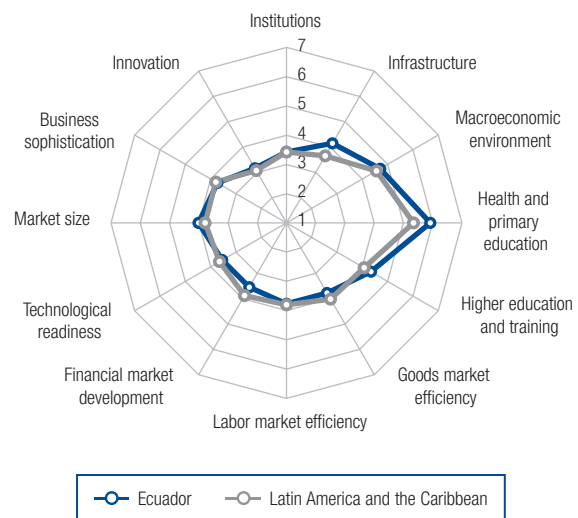 Institutions
Infrastructure
Macroeconomic
environment
Health and
primary
education
Higher education
and training
Goods market
efficiency
Labor market efficiency
Financial market
development
Technological
readiness
Market size
Business
sophistication
Innovation
7
6
5
4
3
2
1
Ecuador
Latin America and the Caribbean